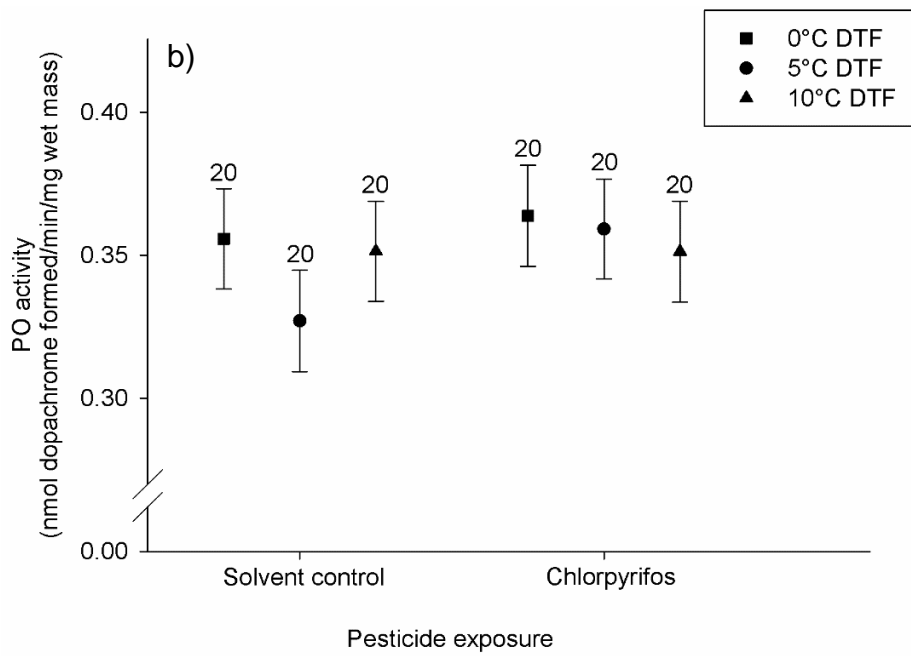 b)
0°C DTF
5°C DTF
10°C DTF
PO activity
(nmol dopachrome formed/min/mg wet mass)
0.40
0.35
0.30
0.00
20
20
20
20
20
20
Solvent control
Chlorpyrifos
Pesticide exposure